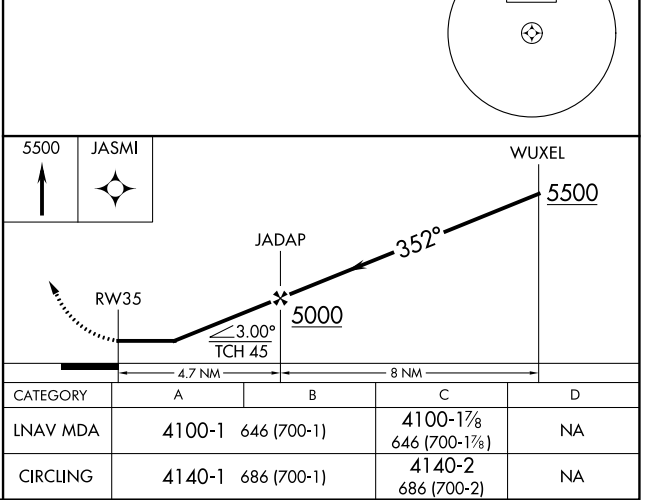 5500 JASMI
WUXEL
5500
352°
JADAP
RW35
5000
3.00°
TCH 45
4.7 NM 8 NM
CATEGORY A B C D
LNAV MDA 4100-1 646 (700-1) 4100-1⅞ 646 (700-1⅞) NA
CIRCLING 4140-1 686 (700-1) 4140-2 686 (700-2) NA